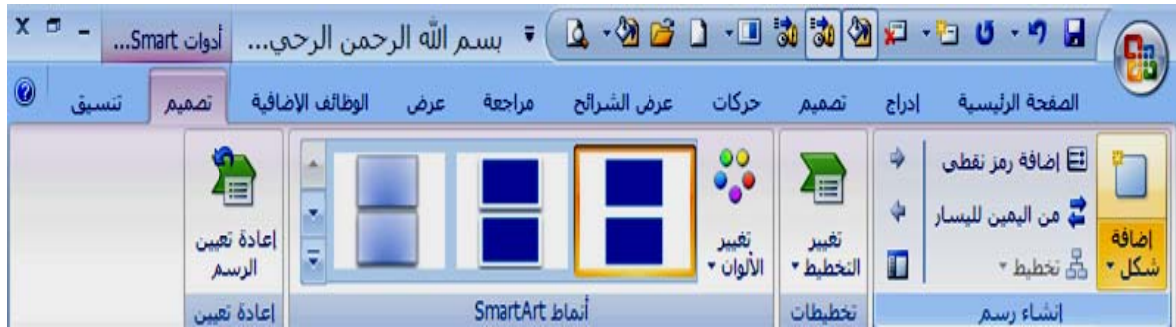 بسم الله الرحمن الرحي... أدوات Smart...
الصفحة الرئيسية إدراج تصميم حركات عرض الشرائح مراجعة عرض الوظائف الإضافية تصميم تنسيق
إضافة شكل
إضافة رمز نقطي
من اليمين لليسار
تخطيط
إنشاء رسم
تغيير التخطيط
تخطيطات
تغيير الألوان
أنماط SmartArt
إعادة تعيين الرسم
إعادة تعيين